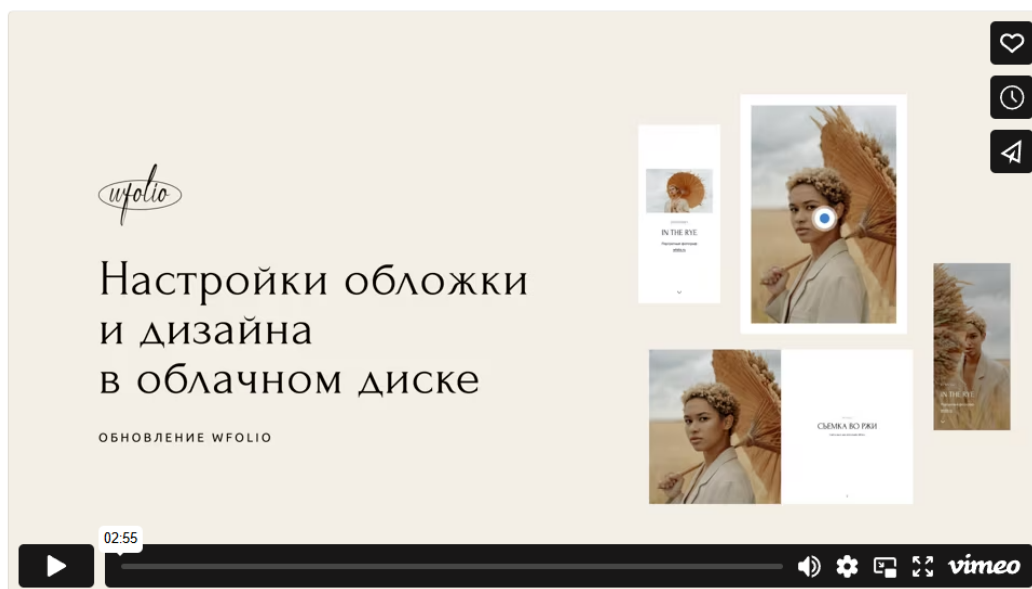 wfolio
Настройки обложки
и дизайна
в облачном диске
ОБНОВЛЕНИЕ WFOLIO
IN THE RYE
СЪЕМКА ВО РЖИ
IN THE RYE
02:55
vimeo